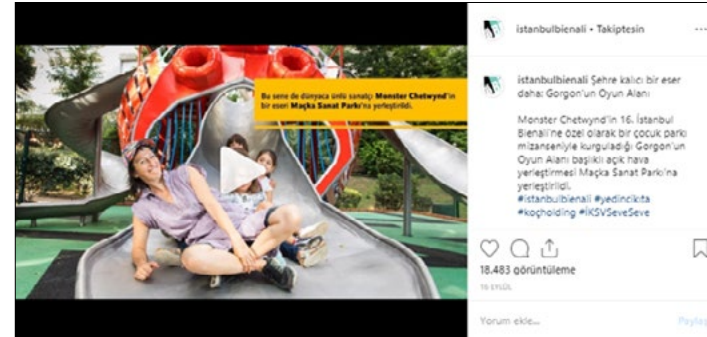 Bu sene de dünyaca ünlü sanatçı Monster Chetwynd'in
bir eseri Maçka Sanat Parkı'na yerleştirildi.
istanbulbienali • Takiptesin
istanbulbienali Şehre kalıcı bir eser
daha: Gorgon'un Oyun Alanı
Monster Chetwynd'in 16. İstanbul
Bienali'ne özel olarak bir çocuk parkı
mizanseniyle kurguladığı Gorgon'un
Oyun Alanı başlıklı açık hava
yerleştirmesi Maçka Sanat Parkı'na
yerleştirildi.
#istanbulbienali #yedincikıta
#koçholding #İKSVSeveSeve
18.483 görüntüleme
EYLÜL
Yorum ekle...
Paylaş